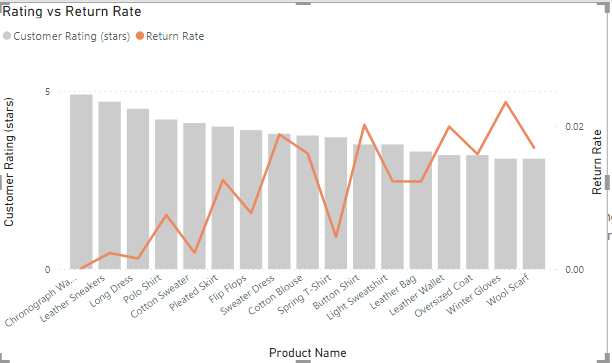 Rating vs Return Rate
Customer Rating (stars) Return Rate
Customer Rating (stars)
5
0
0.02
0.00
Return Rate
Chronograph Wa...
Leather Sneakers
Long Dress
Polo Shirt
Cotton Sweater
Pleated Skirt
Flip Flops
Sweater Dress
Cotton Blouse
Spring T-Shirt
Button Shirt
Light Sweatshirt
Leather Bag
Leather Wallet
Oversized Coat
Winter Gloves
Wool Scarf
Product Name